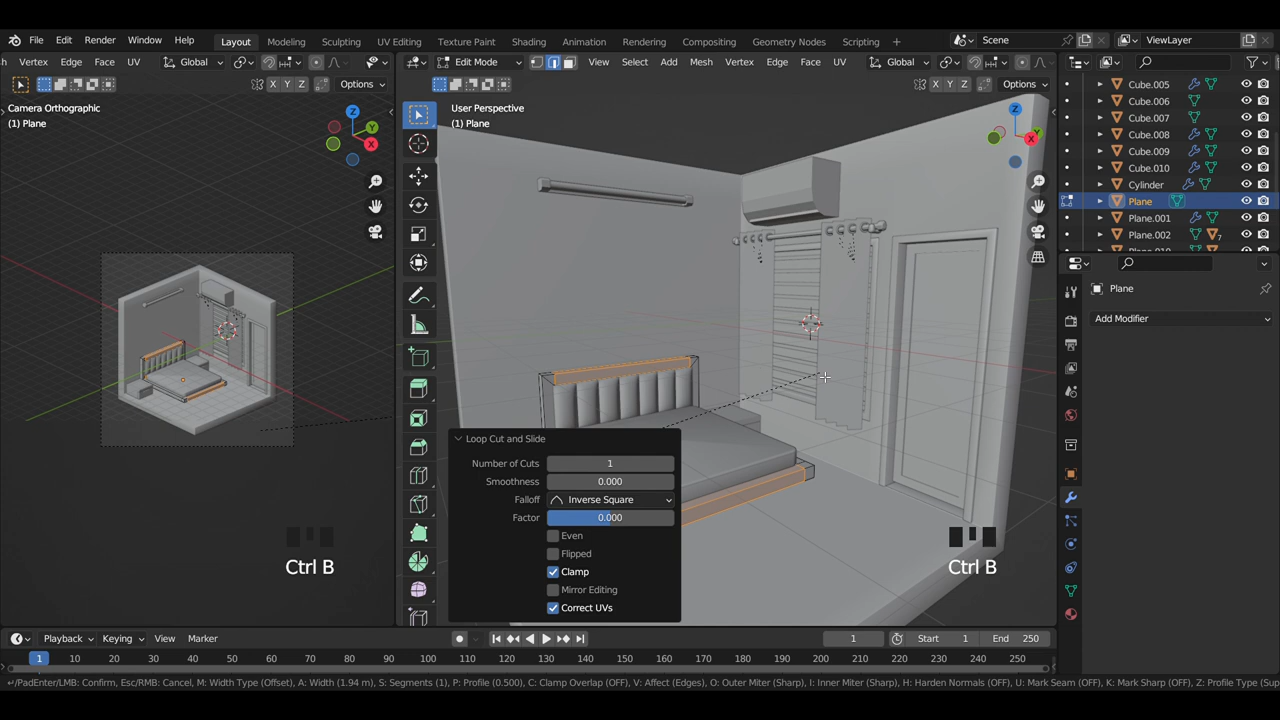 File Edit Render Window Help Layout Modeling Sculpting UV Editing Texture Paint Shading Animation Rendering Compositing Geometry Nodes Scripting + Scene ViewLayer
Vertex Edge Face UV Global Edit Mode View Select Add Mesh Vertex Edge Face UV Global
X Y Z Options X Y Z Options
Camera Orthographic
(1) Plane
User Perspective
(1) Plane
Z Y X
Z X
Cube.005
Cube.006
Cube.007
Cube.008
Cube.009
Cube.010
Cylinder
Plane
Plane.001
Plane.002 7
Plane
Add Modifier
Loop Cut and Slide
Number of Cuts 1
Smoothness 0.000
Falloff Inverse Square
Factor 0.000
Even
Flipped
Clamp
Mirror Editing
Correct UVs
Ctrl B
Ctrl B
Playback Keying View Marker 1 Start 1 End 250
1 10 20 30 40 50 60 70 80 90 100 110 120 130 140 150 160 170 180 190 200 210 220 230 240 250
↵/PadEnter/LMB: Confirm, Esc/RMB: Cancel, M: Width Type (Offset), A: Width (1.94 m), S: Segments (1), P: Profile (0.500), C: Clamp Overlap (OFF), V: Affect (Edges), O: Outer Miter (Sharp), I: Inner Miter (Sharp), H: Harden Normals (OFF), U: Mark Seam (OFF), K: Mark Sharp (OFF), Z: Profile Type (Sup